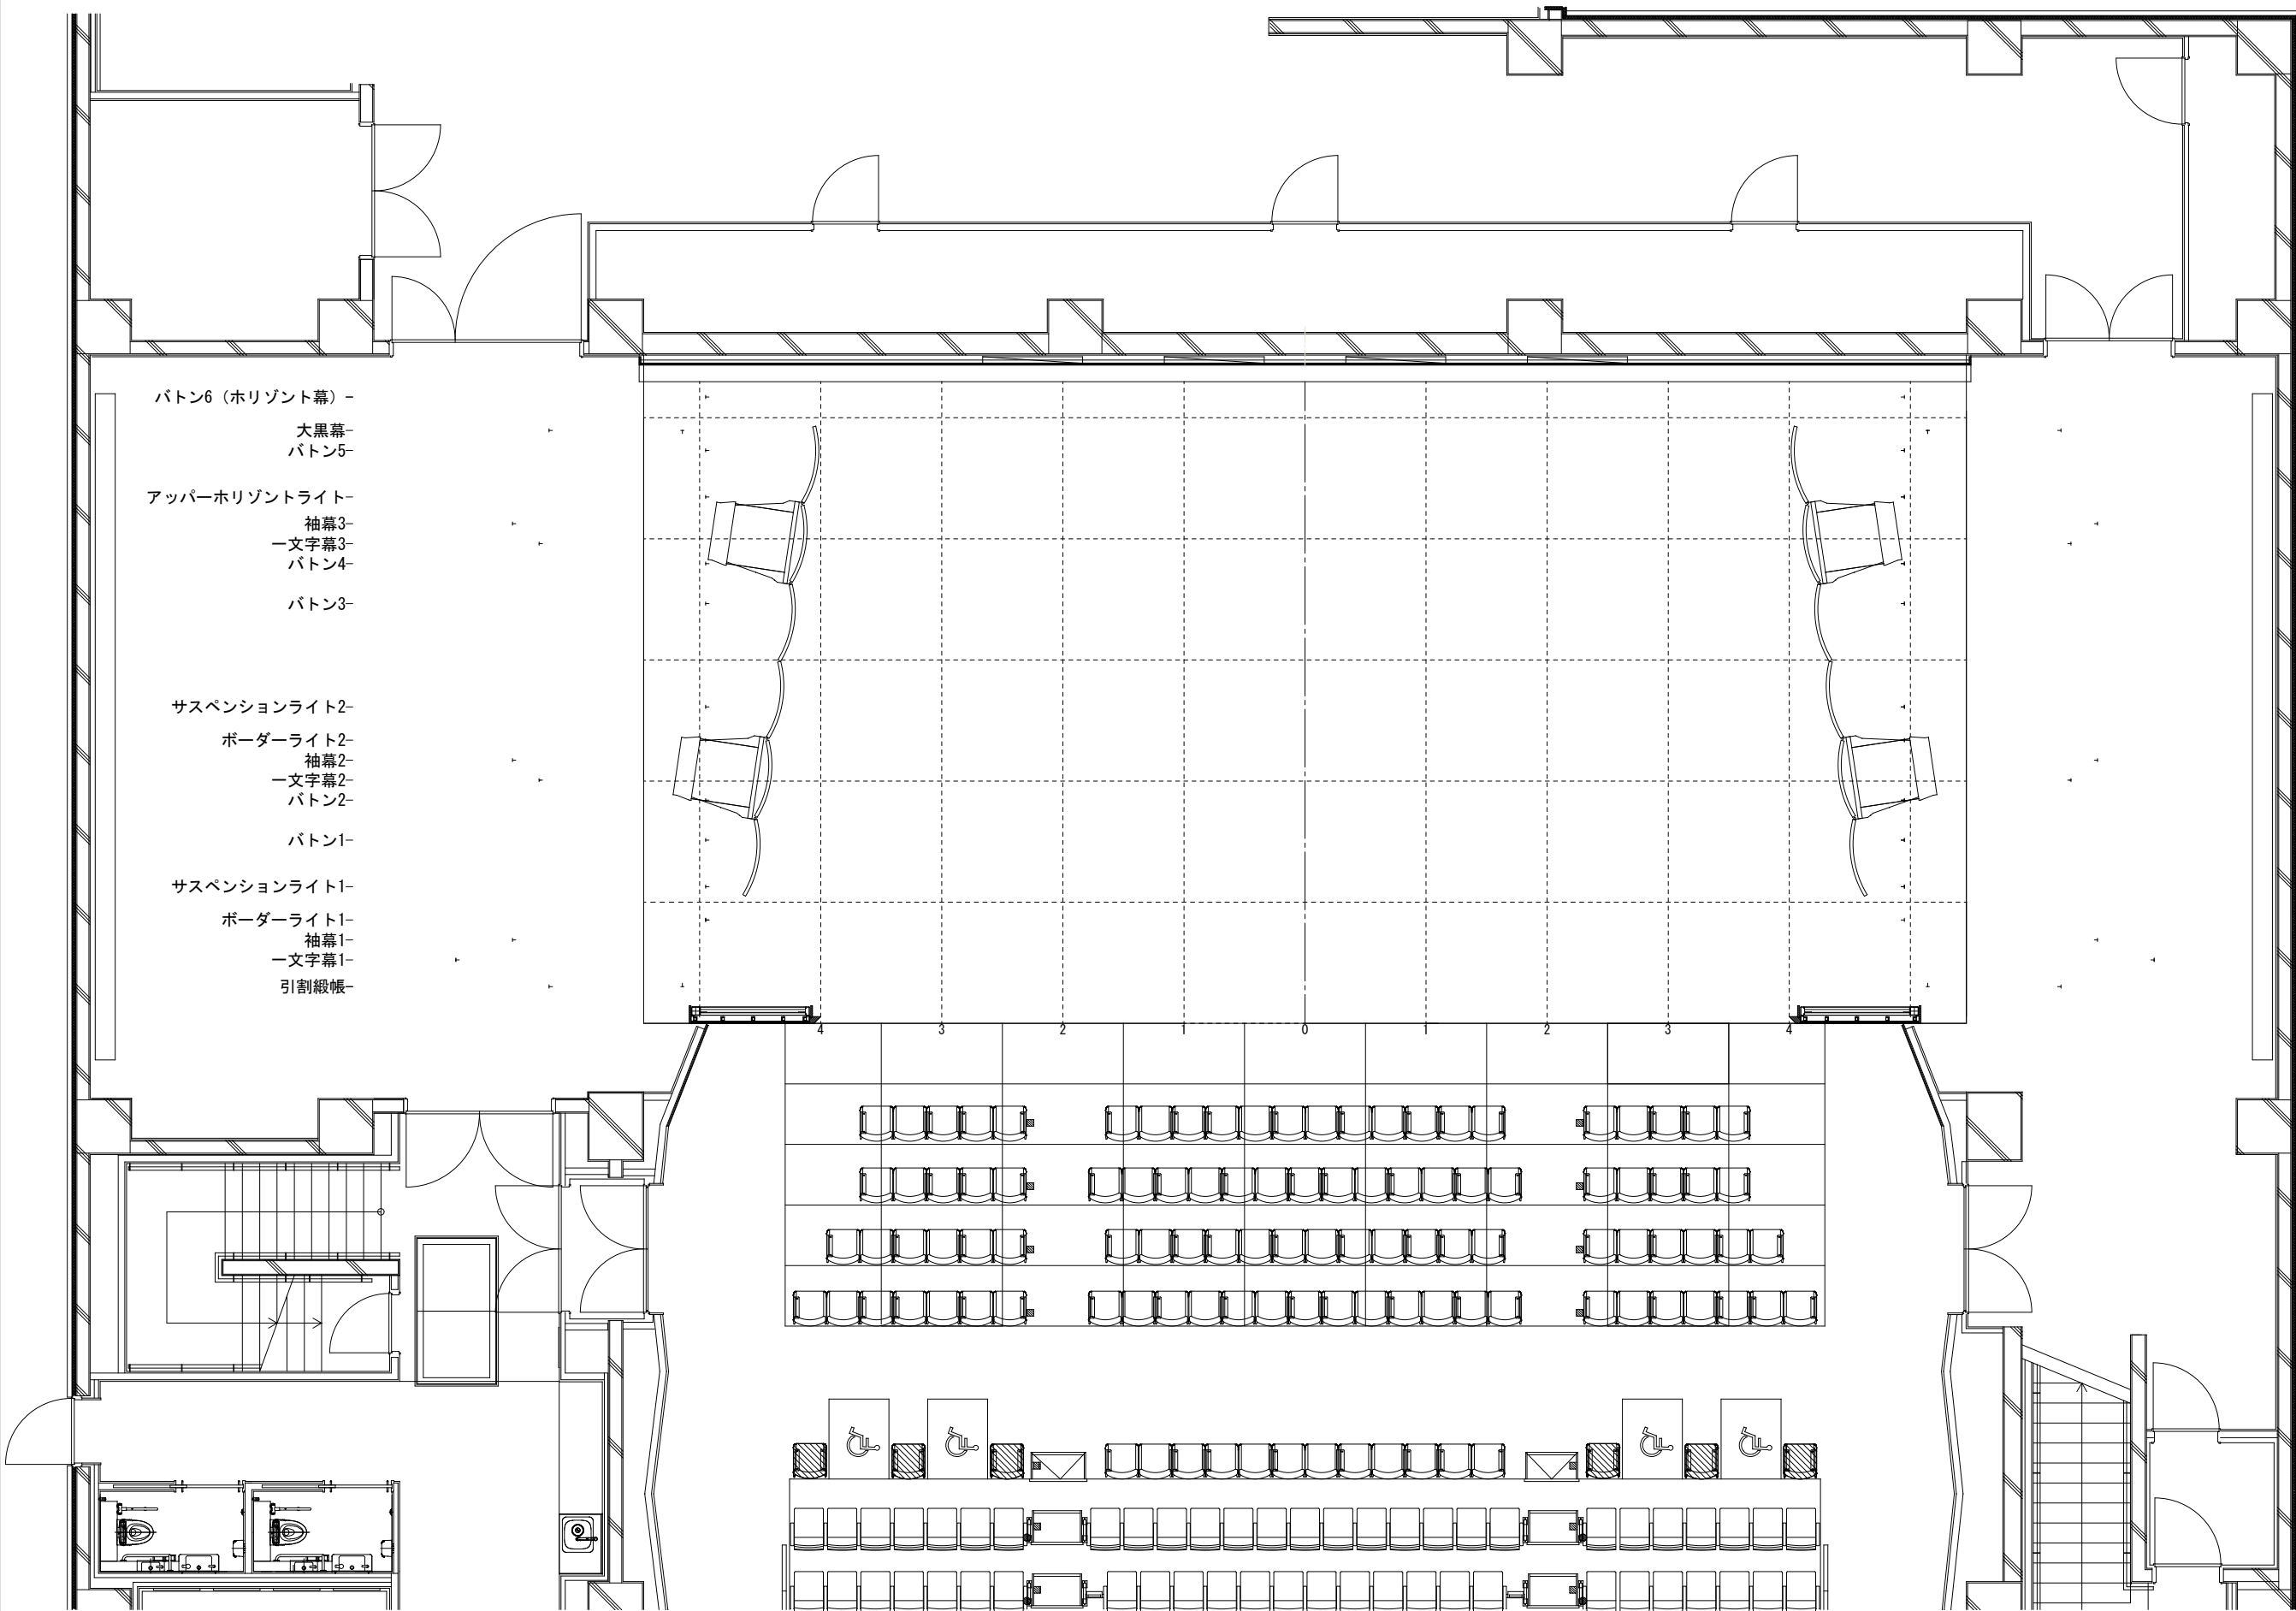 バトン6（ホリゾント幕）
大黒幕
バトン5
アッパーホリゾントライト
袖幕3
一文字幕3
バトン4
バトン3
サスペンションライト2
ボーダーライト2
袖幕2
一文字幕2
バトン2
バトン1
サスペンションライト1
ボーダーライト1
袖幕1
一文字幕1
引割緞帳
4 3 2 1 0 1 2 3 4